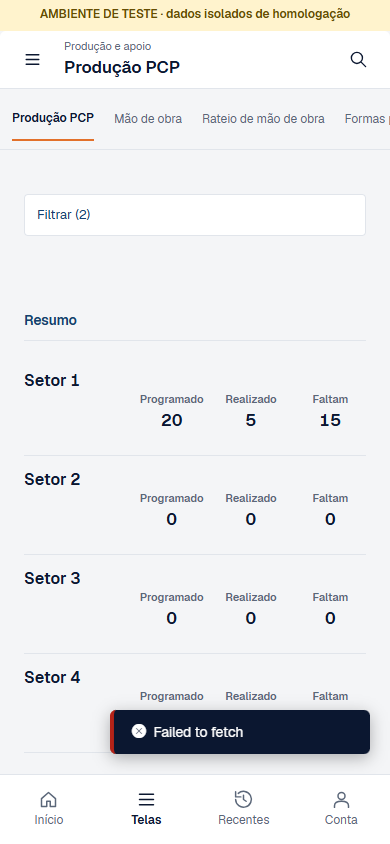 AMBIENTE DE TESTE · dados isolados de homologação
Produção e apoio
Produção PCP
Produção PCP Mão de obra Rateio de mão de obra Formas
Filtrar (2)
Resumo
Setor 1
Programado Realizado Faltam
20 5 15
Setor 2
Programado Realizado Faltam
0 0 0
Setor 3
Programado Realizado Faltam
0 0 0
Setor 4
Programado Realizado Faltam
Failed to fetch
Início Telas Recentes Conta